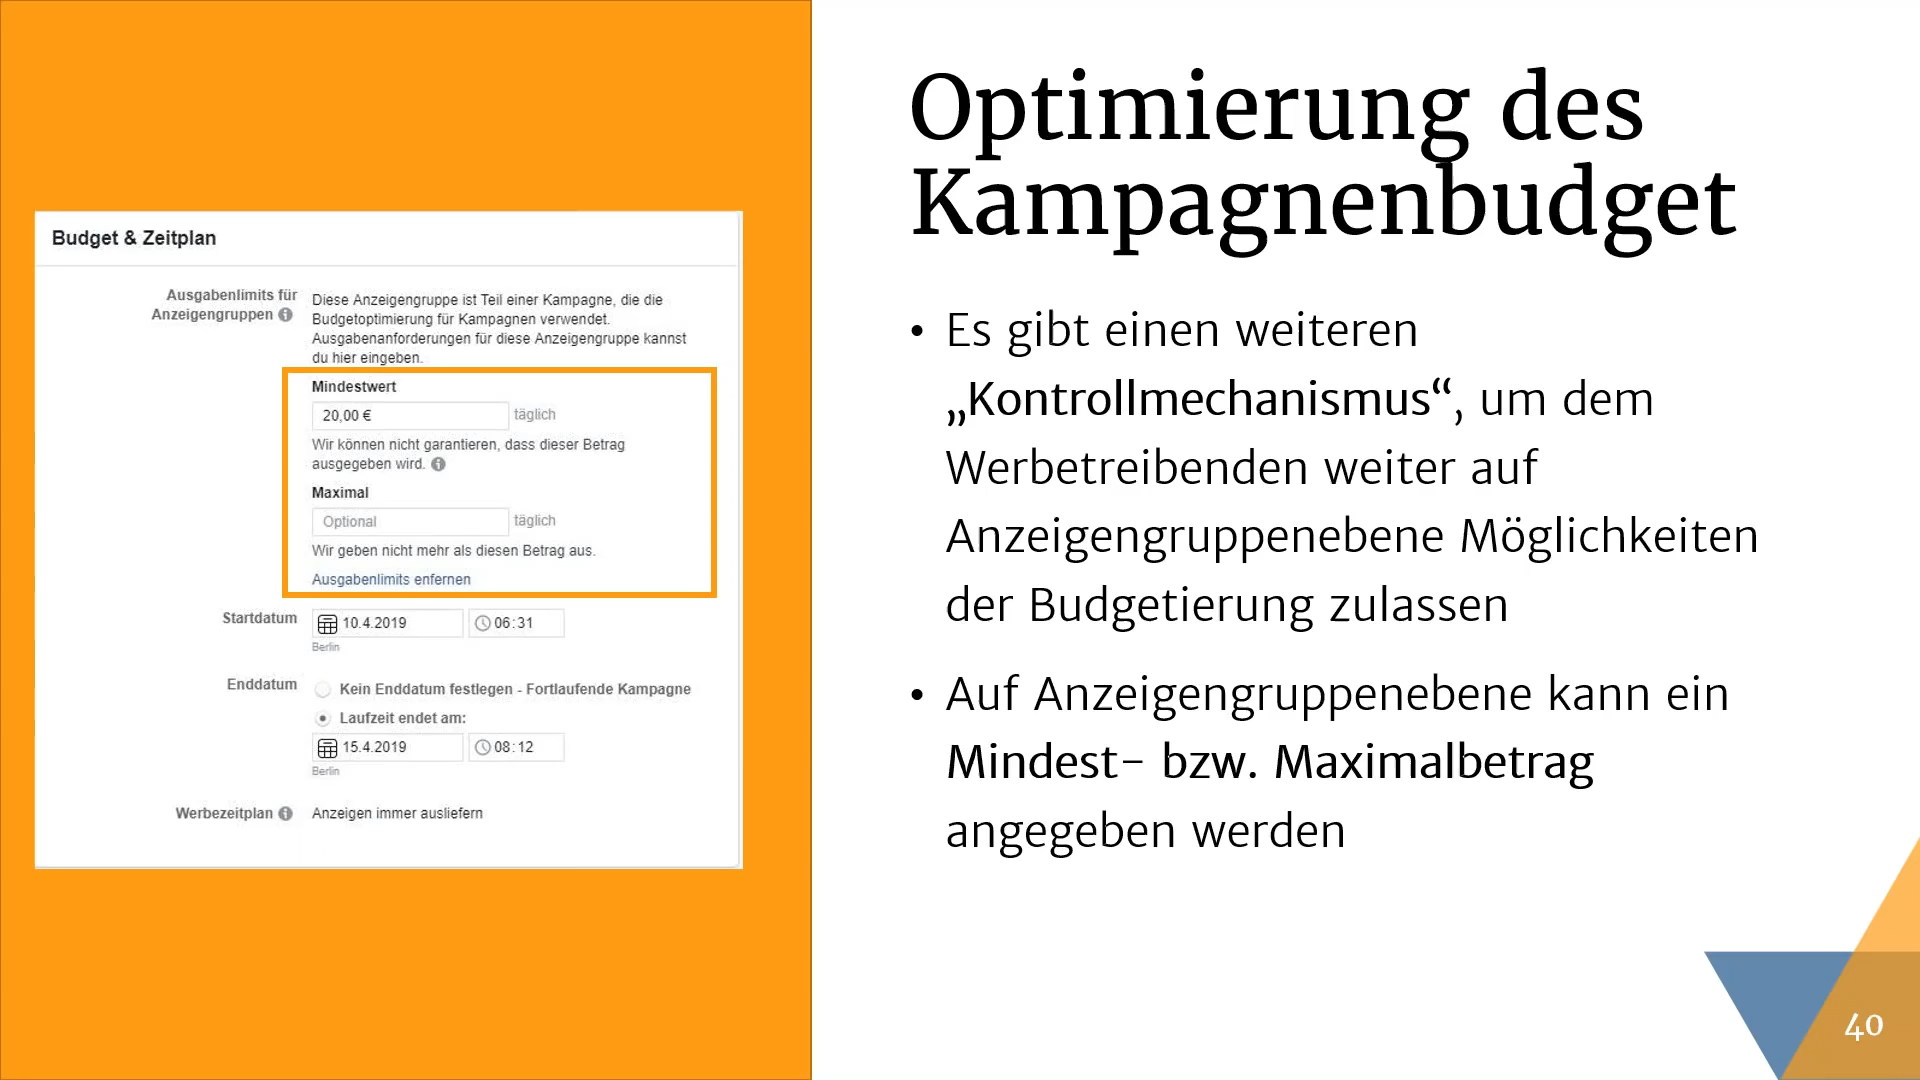 Budget & Zeitplan
Ausgabenlimits für
Anzeigengruppen
Diese Anzeigengruppe ist Teil einer Kampagne, die die
Budgetoptimierung für Kampagnen verwendet.
Ausgabenanforderungen für diese Anzeigengruppe kannst
du hier eingeben.
Mindestwert
20,00 € täglich
Wir können nicht garantieren, dass dieser Betrag
ausgegeben wird.
Maximal
Optional täglich
Wir geben nicht mehr als diesen Betrag aus.
Ausgabenlimits enfernen
Startdatum 10.4.2019 06:31
Berlin
Enddatum Kein Enddatum festlegen - Fortlaufende Kampagne
Laufzeit endet am:
15.4.2019 08:12
Berlin
Werbezeitplan Anzeigen immer ausliefern
Optimierung des
Kampagnenbudget
• Es gibt einen weiteren
„Kontrollmechanismus“, um dem
Werbetreibenden weiter auf
Anzeigengruppenebene Möglichkeiten
der Budgetierung zulassen
• Auf Anzeigengruppenebene kann ein
Mindest- bzw. Maximalbetrag
angegeben werden
40